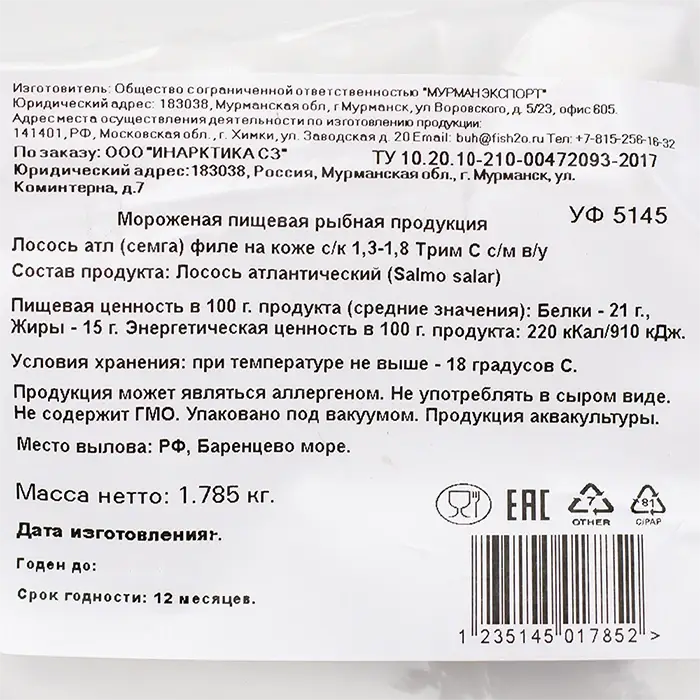 Изготовитель: Общество с ограниченной ответственностью "МУРМАН ЭКСПОРТ"
Юридический адрес: 183038, Мурманская обл, г Мурманск, ул Воровского, д. 5/23, офис 605.
Адрес места осуществления деятельности по изготовлению продукции:
141401, РФ, Московская обл., г. Химки, ул. Заводская д. 20 Email: buh@fish2o.ru Тел: +7-815-256-16-32
По заказу: ООО "ИНАРКТИКА СЗ" ТУ 10.20.10-210-00472093-2017
Юридический адрес: 183038, Россия, Мурманская обл., г. Мурманск, ул.
Коминтерна, д.7
Мороженая пищевая рыбная продукция УФ 5145
Лосось атл (семга) филе на коже с/к 1,3-1,8 Трим С с/м в/у
Состав продукта: Лосось атлантический (Salmo salar)
Пищевая ценность в 100 г. продукта (средние значения): Белки - 21 г.,
Жиры - 15 г. Энергетическая ценность в 100 г. продукта: 220 кКал/910 кДж.
Условия хранения: при температуре не выше - 18 градусов С.
Продукция может являться аллергеном. Не употреблять в сыром виде.
Не содержит ГМО. Упаковано под вакуумом. Продукция аквакультуры.
Место вылова: РФ, Баренцево море.
Масса нетто: 1.785 кг.
EAC 7 81
OTHER C/PAP
Дата изготовления:
Годен до:
Срок годности: 12 месяцев.
1 235145 017852 >